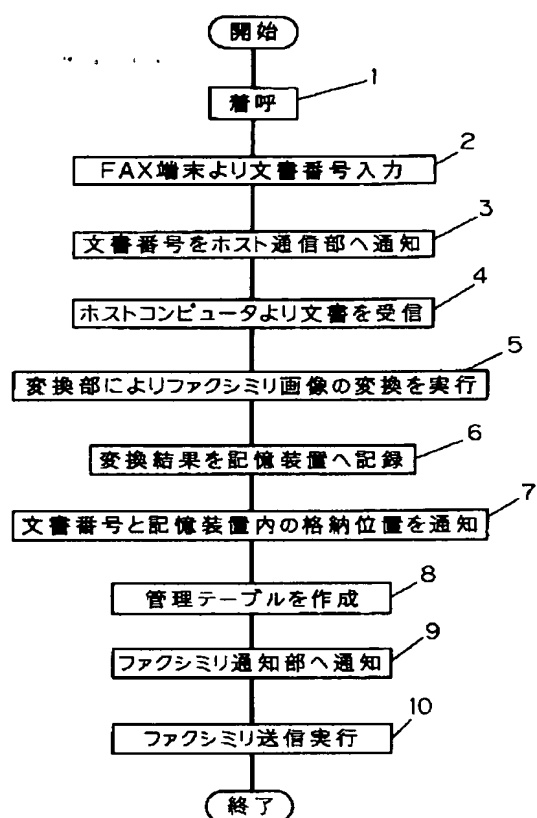 開始
1
着呼
2
FAX端末より文書番号入力
3
文書番号をホスト通信部へ通知
4
ホストコンピュータより文書を受信
5
変換部によりファクシミリ画像の変換を実行
6
変換結果を記憶装置へ記録
7
文書番号と記憶装置内の格納位置を通知
8
管理テーブルを作成
9
ファクシミリ通知部へ通知
10
ファクシミリ送信実行
終了